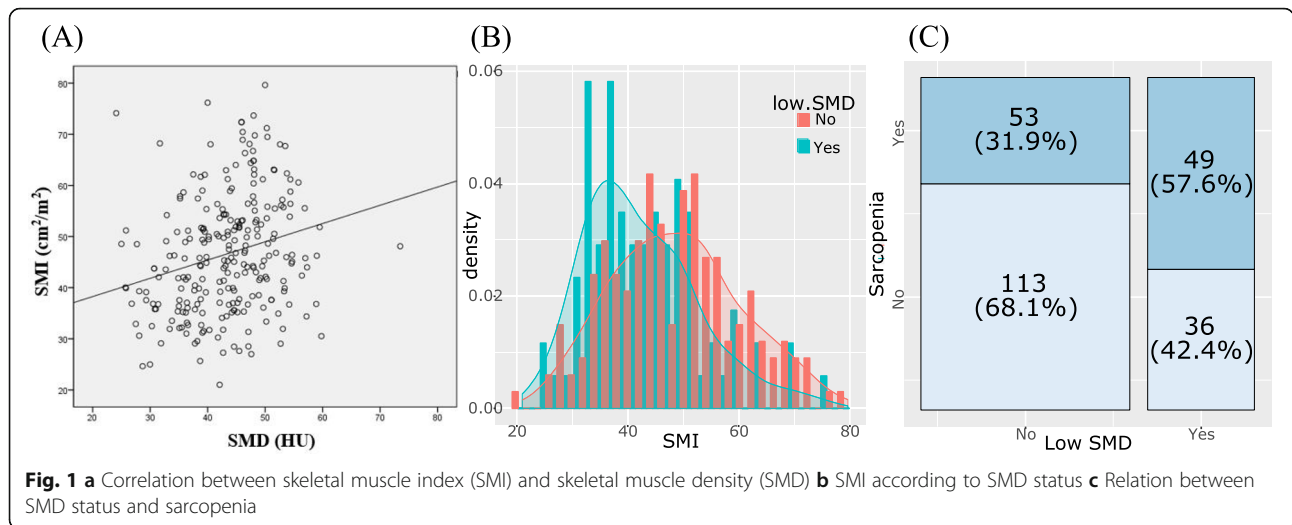 (A)
(B)
(C)
80
70
60
50
40
30
20
SMI (cm²/m²)
20
30
40
50
60
70
80
SMD (HU)
0.06
0.04
0.02
0.00
density
low.SMD
No
Yes
20
40
60
80
SMI
Yes
No
Sarcopenia
53
(31.9%)
113
(68.1%)
49
(57.6%)
36
(42.4%)
No
Yes
Low SMD
Fig. 1 a Correlation between skeletal muscle index (SMI) and skeletal muscle density (SMD) b SMI according to SMD status c Relation between
SMD status and sarcopenia